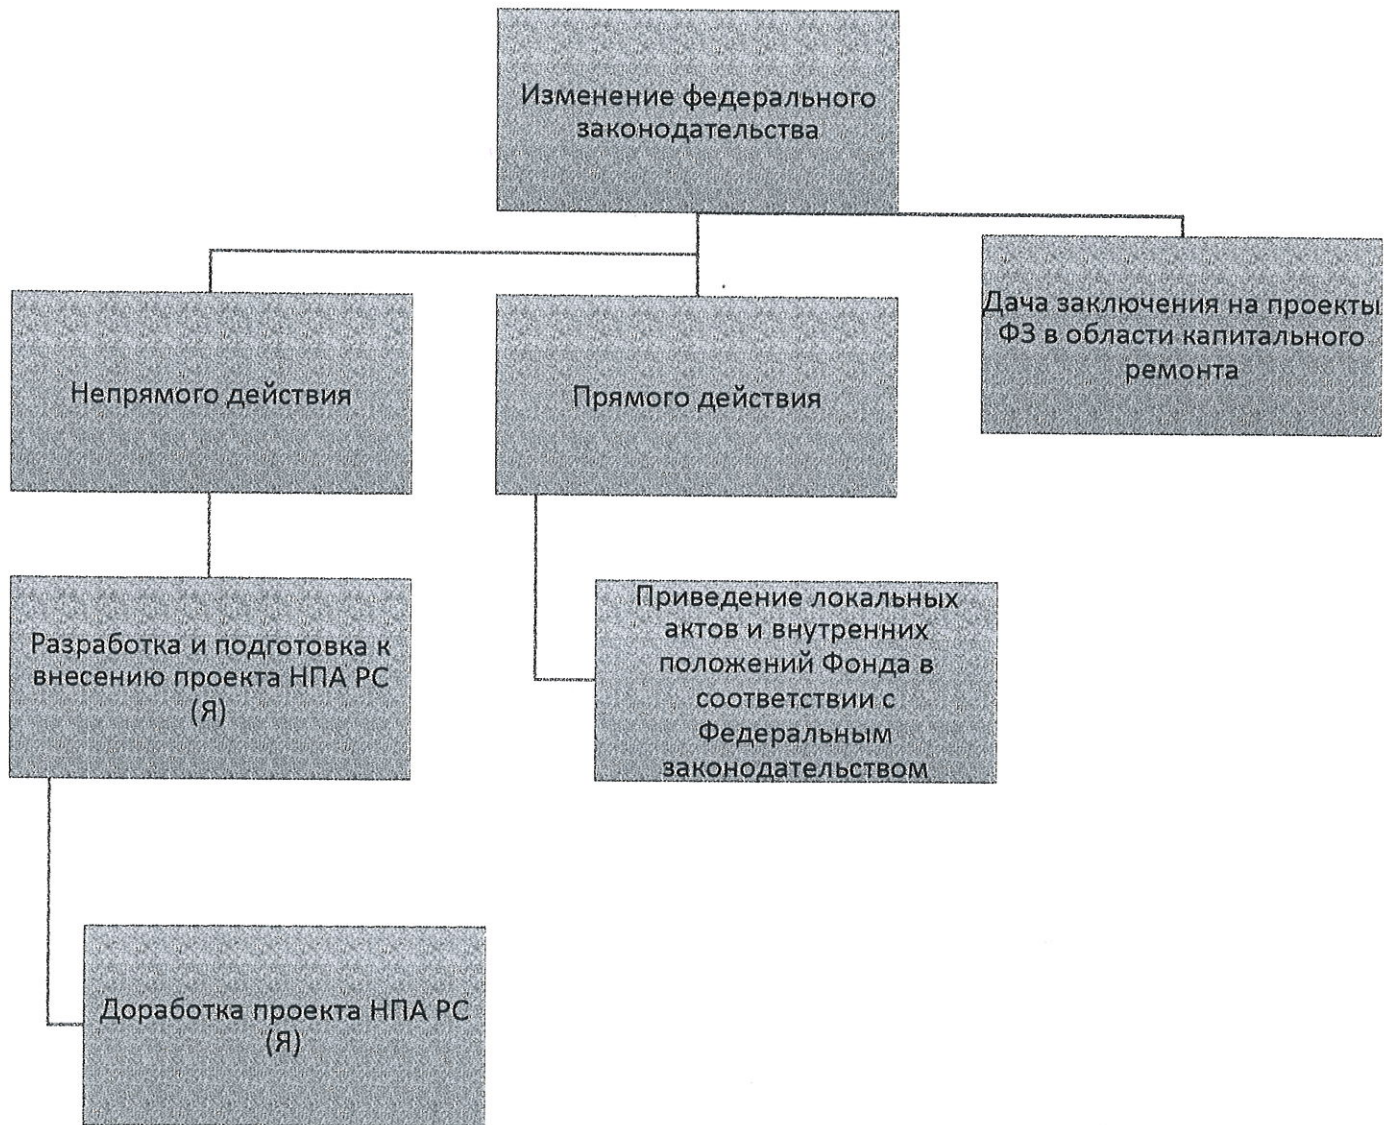 Изменение федерального
законодательства
Непрямого действия
Прямого действия
Дача заключения на проекты
ФЗ в области капитального
ремонта
Разработка и подготовка к
внесению проекта НПА РС
(Я)
Приведение локальных
актов и внутренних
положений Фонда в
соответствии с
Федеральным
законодательством
Доработка проекта НПА РС
(Я)